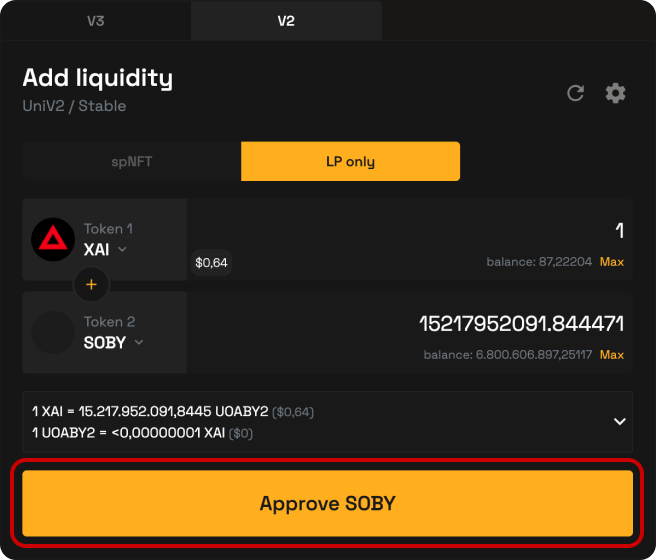 V3
V2
Add liquidity
UniV2 / Stable
spNFT
LP only
Token 1
XAI
1
$0,64
balance: 87,22204 Max
+
Token 2
SOBY
15217952091.844471
balance: 6.800.606.897,25117 Max
1 XAI = 15.217.952.091,8445 UOABY2 ($0,64)
1 UOABY2 = <0,00000001 XAI ($0)
Approve SOBY